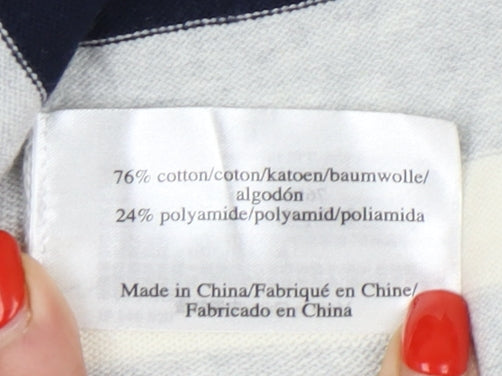 76% cotton/coton/katoen/baumwolle/
algodón
24% polyamide/polyamid/poliamida
Made in China/Fabriqué en Chine/
Fabricado en China